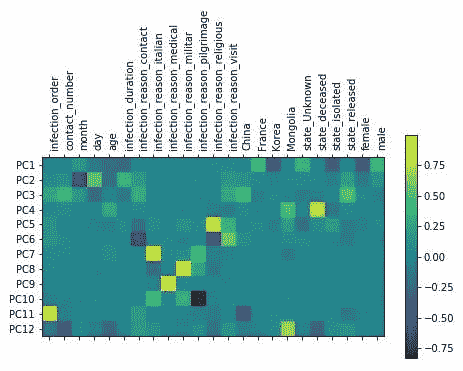 infection_order
contact_number
month
day
age
infection_duration
infection_reason_contact
infection_reason_italian
infection_reason_medical
infection_reason_militar
infection_reason_pilgrimage
infection_reason_religious
infection_reason_visit
China
France
Korea
Mongolia
state_Unknown
state_deceased
state_isolated
state_released
female
male
PC1
PC2
PC3
PC4
PC5
PC6
PC7
PC8
PC9
PC10
PC11
PC12
0.75
0.50
0.25
0.00
−0.25
−0.50
−0.75